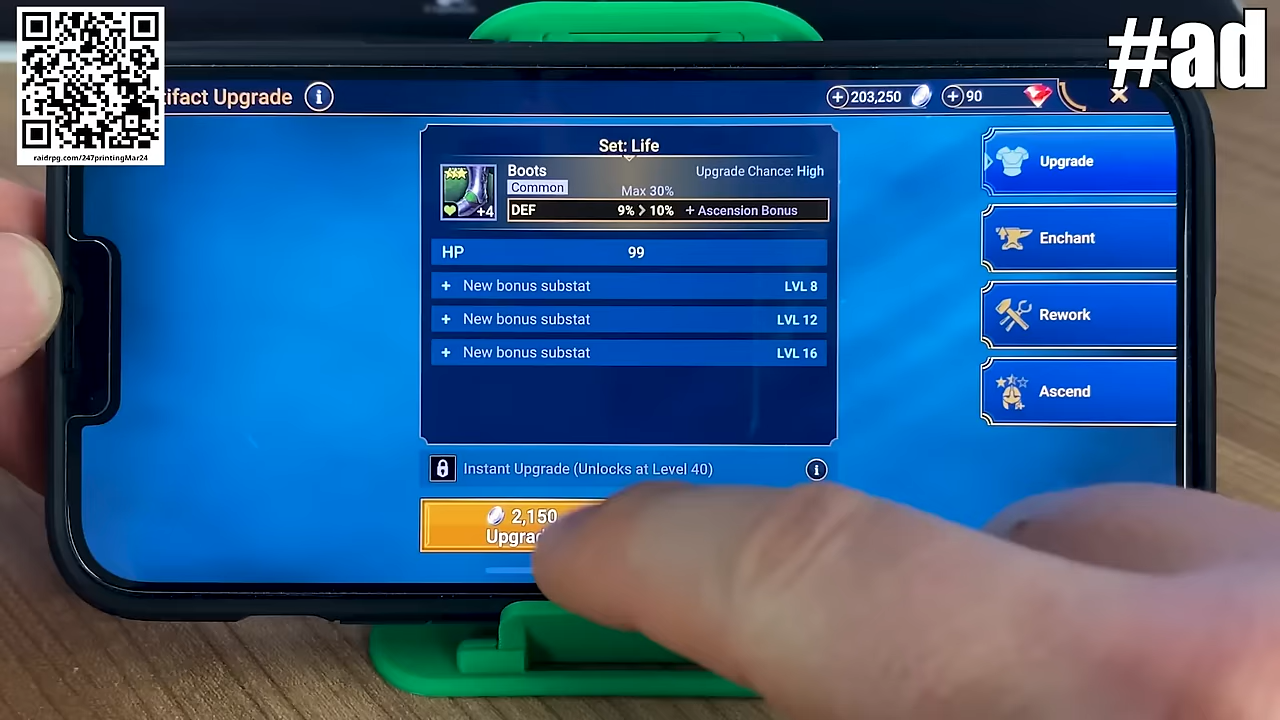 #ad
raidrpg.com/247printingMar24
tifact Upgrade
203,250
90
Set: Life
Boots
Upgrade Chance: High
Common
Max 30%
+4
DEF 9% > 10% + Ascension Bonus
HP 99
+ New bonus substat LVL 8
+ New bonus substat LVL 12
+ New bonus substat LVL 16
Instant Upgrade (Unlocks at Level 40)
2,150
Upgrad
Upgrade
Enchant
Rework
Ascend